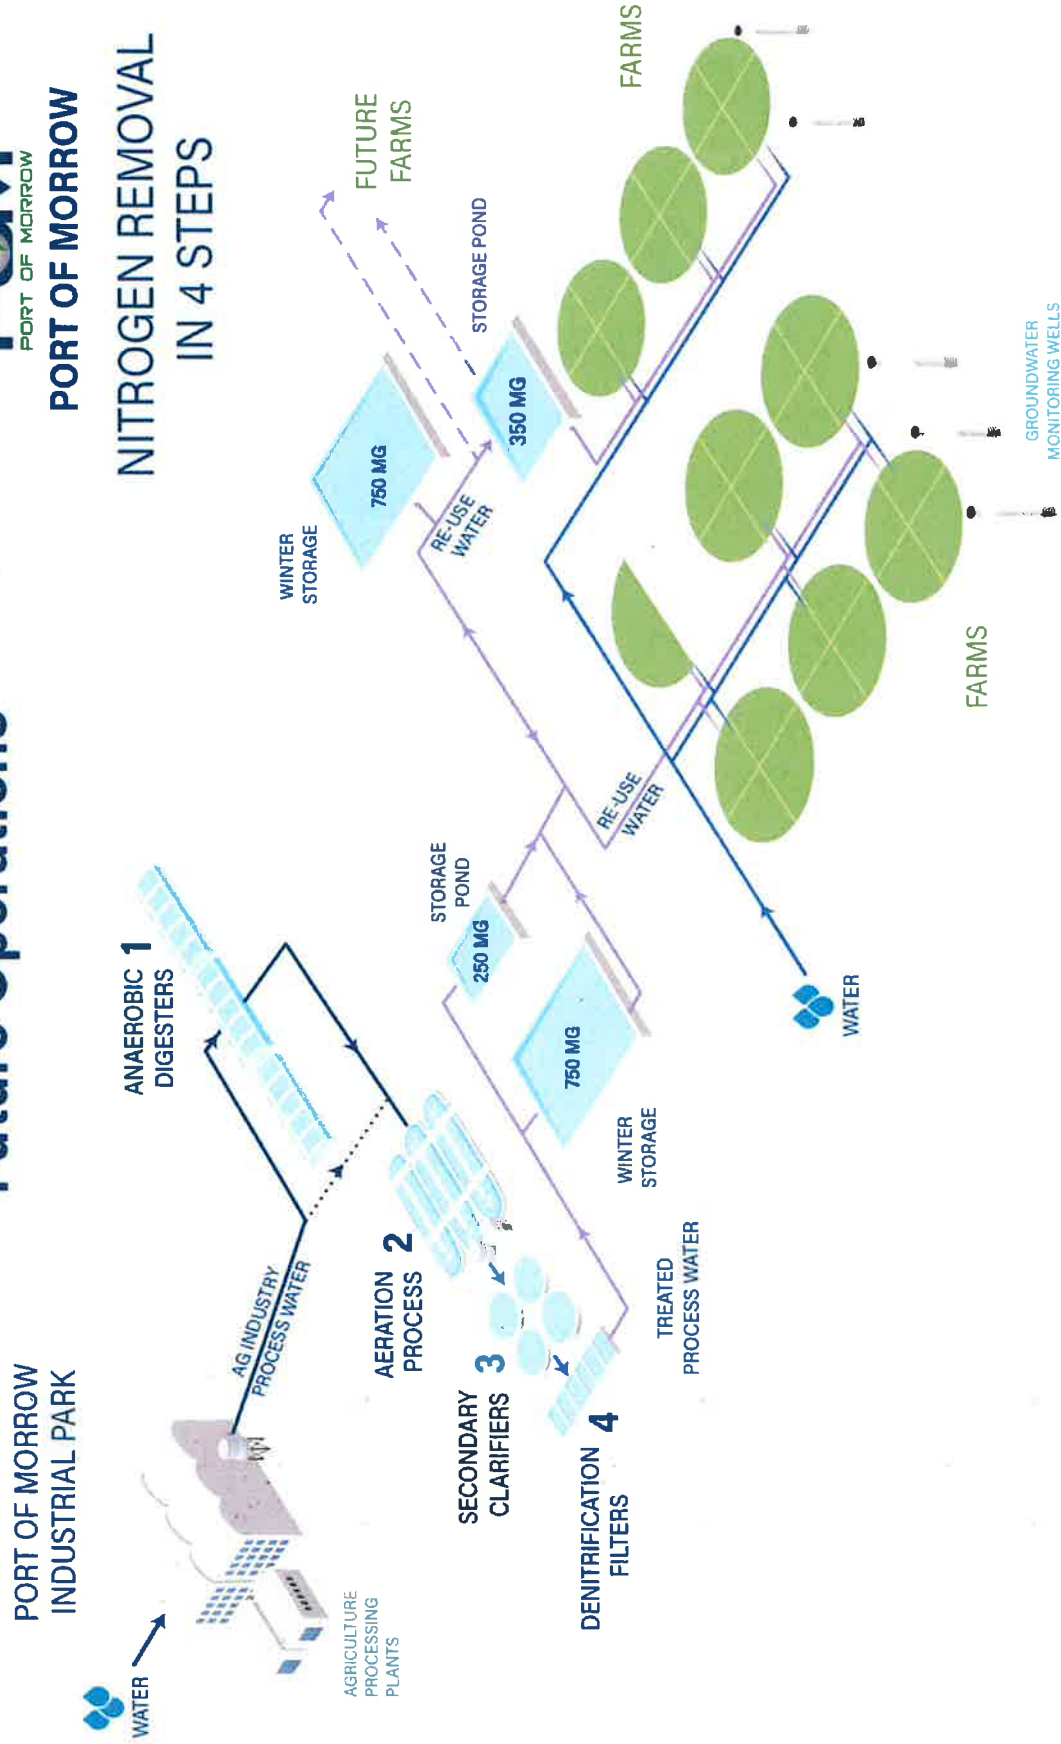 Future Operations
PORT OF MORROW
PORT OF MORROW
NITROGEN REMOVAL
IN 4 STEPS
PORT OF MORROW
INDUSTRIAL PARK
WATER
AGRICULTURE
PROCESSING
PLANTS
AG INDUSTRY
PROCESS WATER
ANAEROBIC 1
DIGESTERS
AERATION 2
PROCESS
SECONDARY 3
CLARIFIERS
DENITRIFICATION 4
FILTERS
TREATED
PROCESS WATER
WINTER
STORAGE
750 MG
STORAGE
POND
250 MG
RE-USE
WATER
WATER
WINTER
STORAGE
750 MG
RE-USE
WATER
350 MG
STORAGE POND
FUTURE
FARMS
FARMS
FARMS
GROUNDWATER
MONITORING WELLS